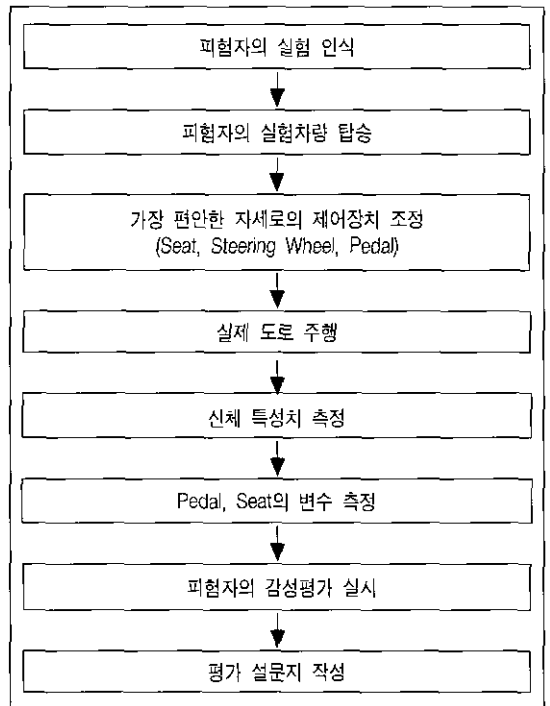 피험자의 실험 인식
피험자의 실험차량 탑승
가장 편안한 자세로의 제어장치 조정
(Seat, Steering Wheel, Pedal)
실제 도로 주행
신체 특성치 측정
Pedal, Seat의 변수 측정
피험자의 감성평가 실시
평가 설문지 작성